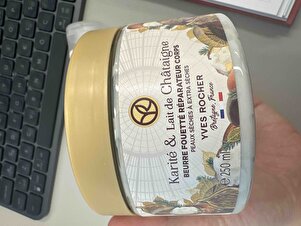 Karité & Lait de Châtaigne
BEURRE FOUETTÉ RÉPARATEUR CORPS
PEAUX SÈCHES À EXTRA SÈCHES
YVES ROCHER
Bretagne, France
℮ 250 ml